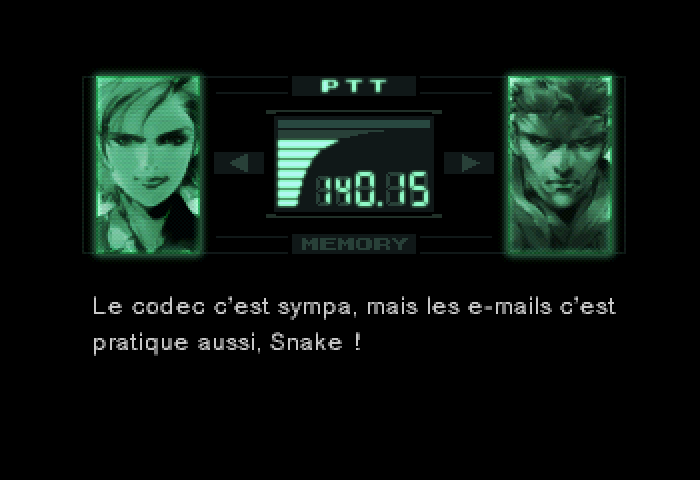 PTT
140.15
MEMORY
Le codec c'est sympa, mais les e-mails c'est
pratique aussi, Snake !